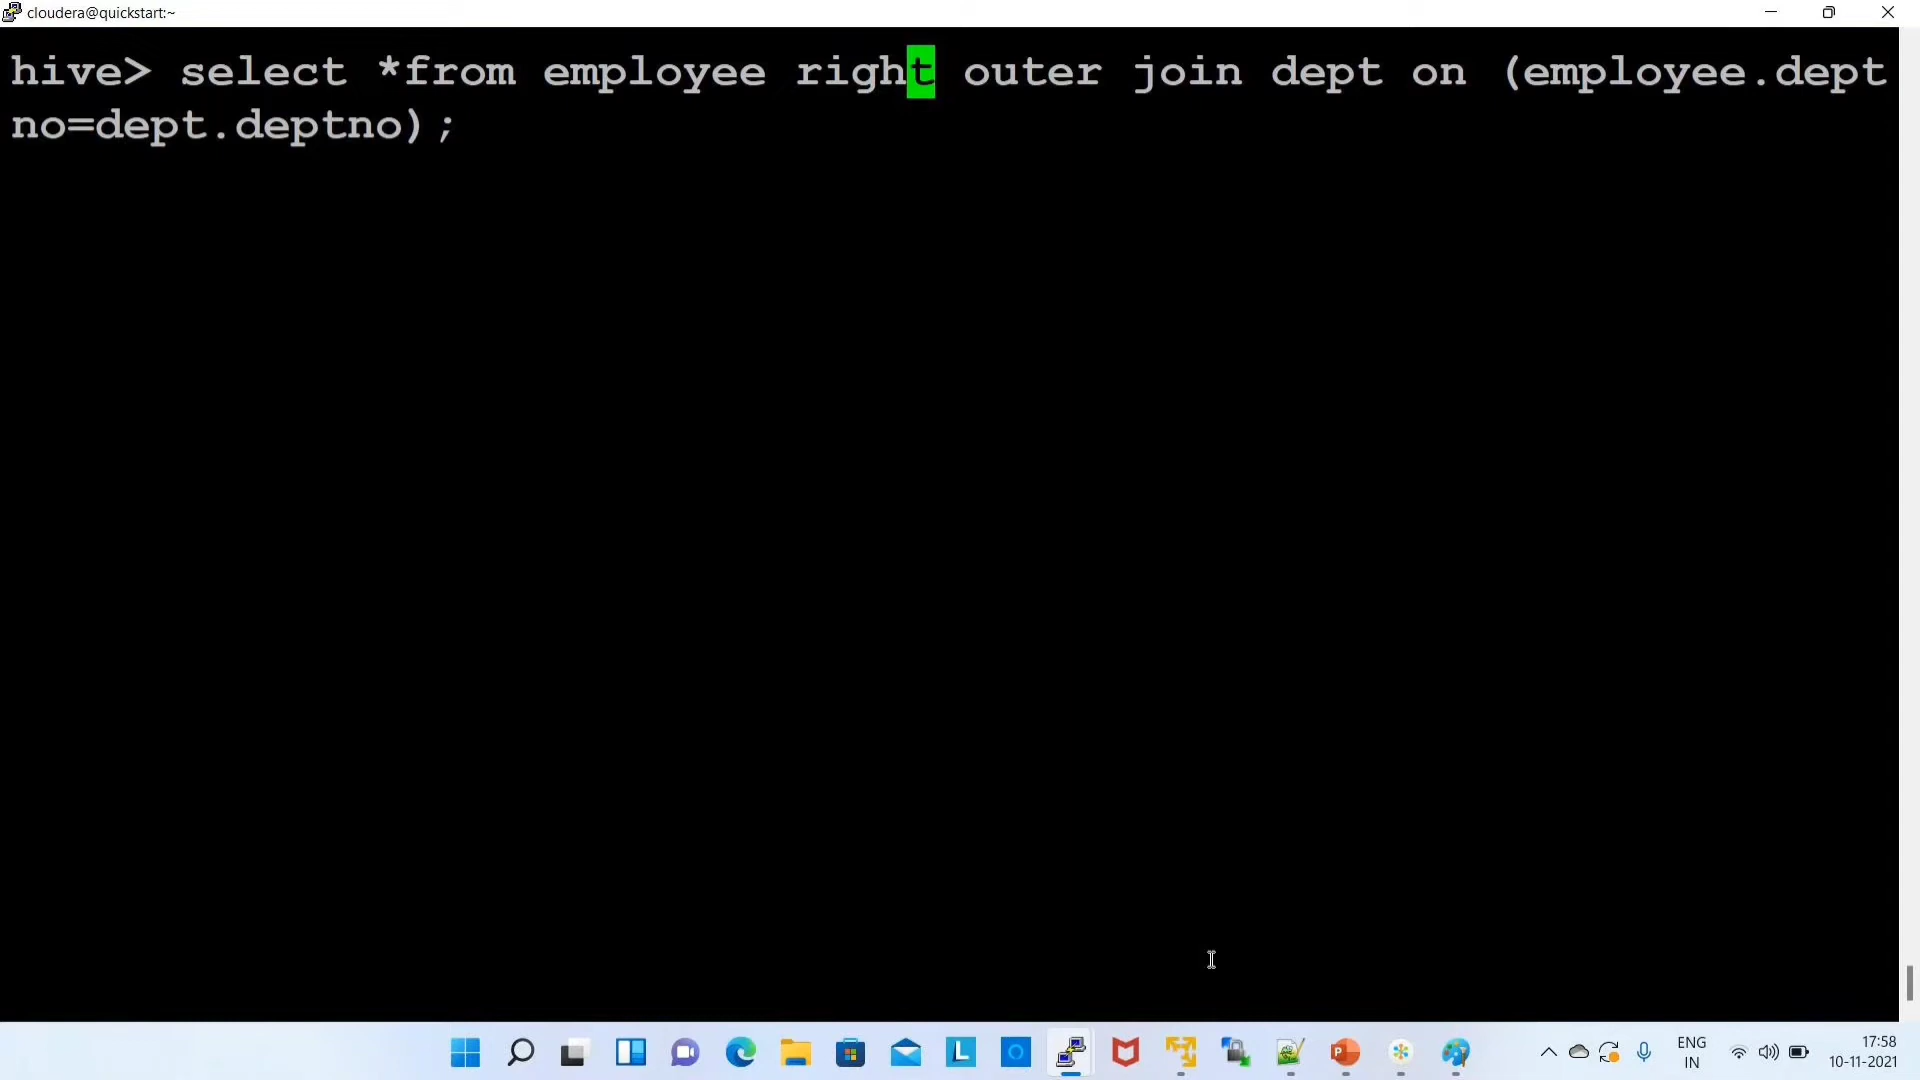 cloudera@quickstart:~
hive> select *from employee right outer join dept on (employee.dept
no=dept.deptno);
ENG
IN
17:58
10-11-2021